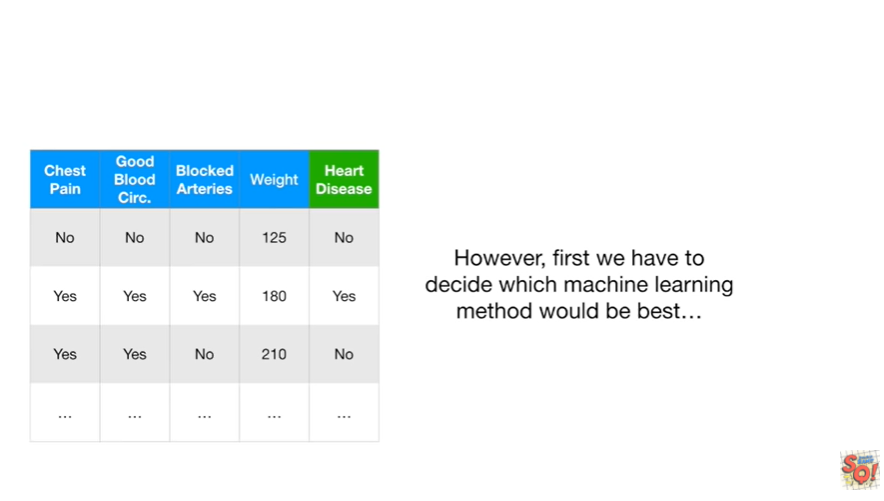 Chest Pain Good Blood Circ. Blocked Arteries Weight Heart Disease
No No No 125 No
Yes Yes Yes 180 Yes
Yes Yes No 210 No
… … … … …
However, first we have to
decide which machine learning
method would be best…
SQ!